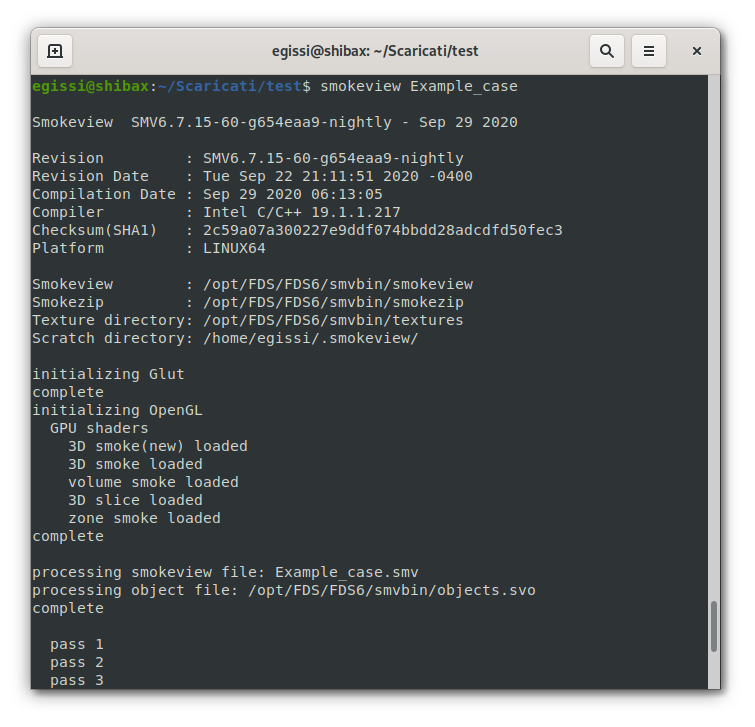 egissi@shibax: ~/Scaricati/test
egissi@shibax:~/Scaricati/test$ smokeview Example_case
Smokeview  SMV6.7.15-60-g654eaa9-nightly - Sep 29 2020
Revision         : SMV6.7.15-60-g654eaa9-nightly
Revision Date    : Tue Sep 22 21:11:51 2020 -0400
Compilation Date : Sep 29 2020 06:13:05
Compiler         : Intel C/C++ 19.1.1.217
Checksum(SHA1)   : 2c59a07a300227e9ddf074bbdd28adcdfd50fec3
Platform         : LINUX64
Smokeview        : /opt/FDS/FDS6/smvbin/smokeview
Smokezip         : /opt/FDS/FDS6/smvbin/smokezip
Texture directory: /opt/FDS/FDS6/smvbin/textures
Scratch directory: /home/egissi/.smokeview/
initializing Glut
complete
initializing OpenGL
  GPU shaders
    3D smoke(new) loaded
    3D smoke loaded
    volume smoke loaded
    3D slice loaded
    zone smoke loaded
complete
processing smokeview file: Example_case.smv
processing object file: /opt/FDS/FDS6/smvbin/objects.svo
complete
  pass 1
  pass 2
  pass 3